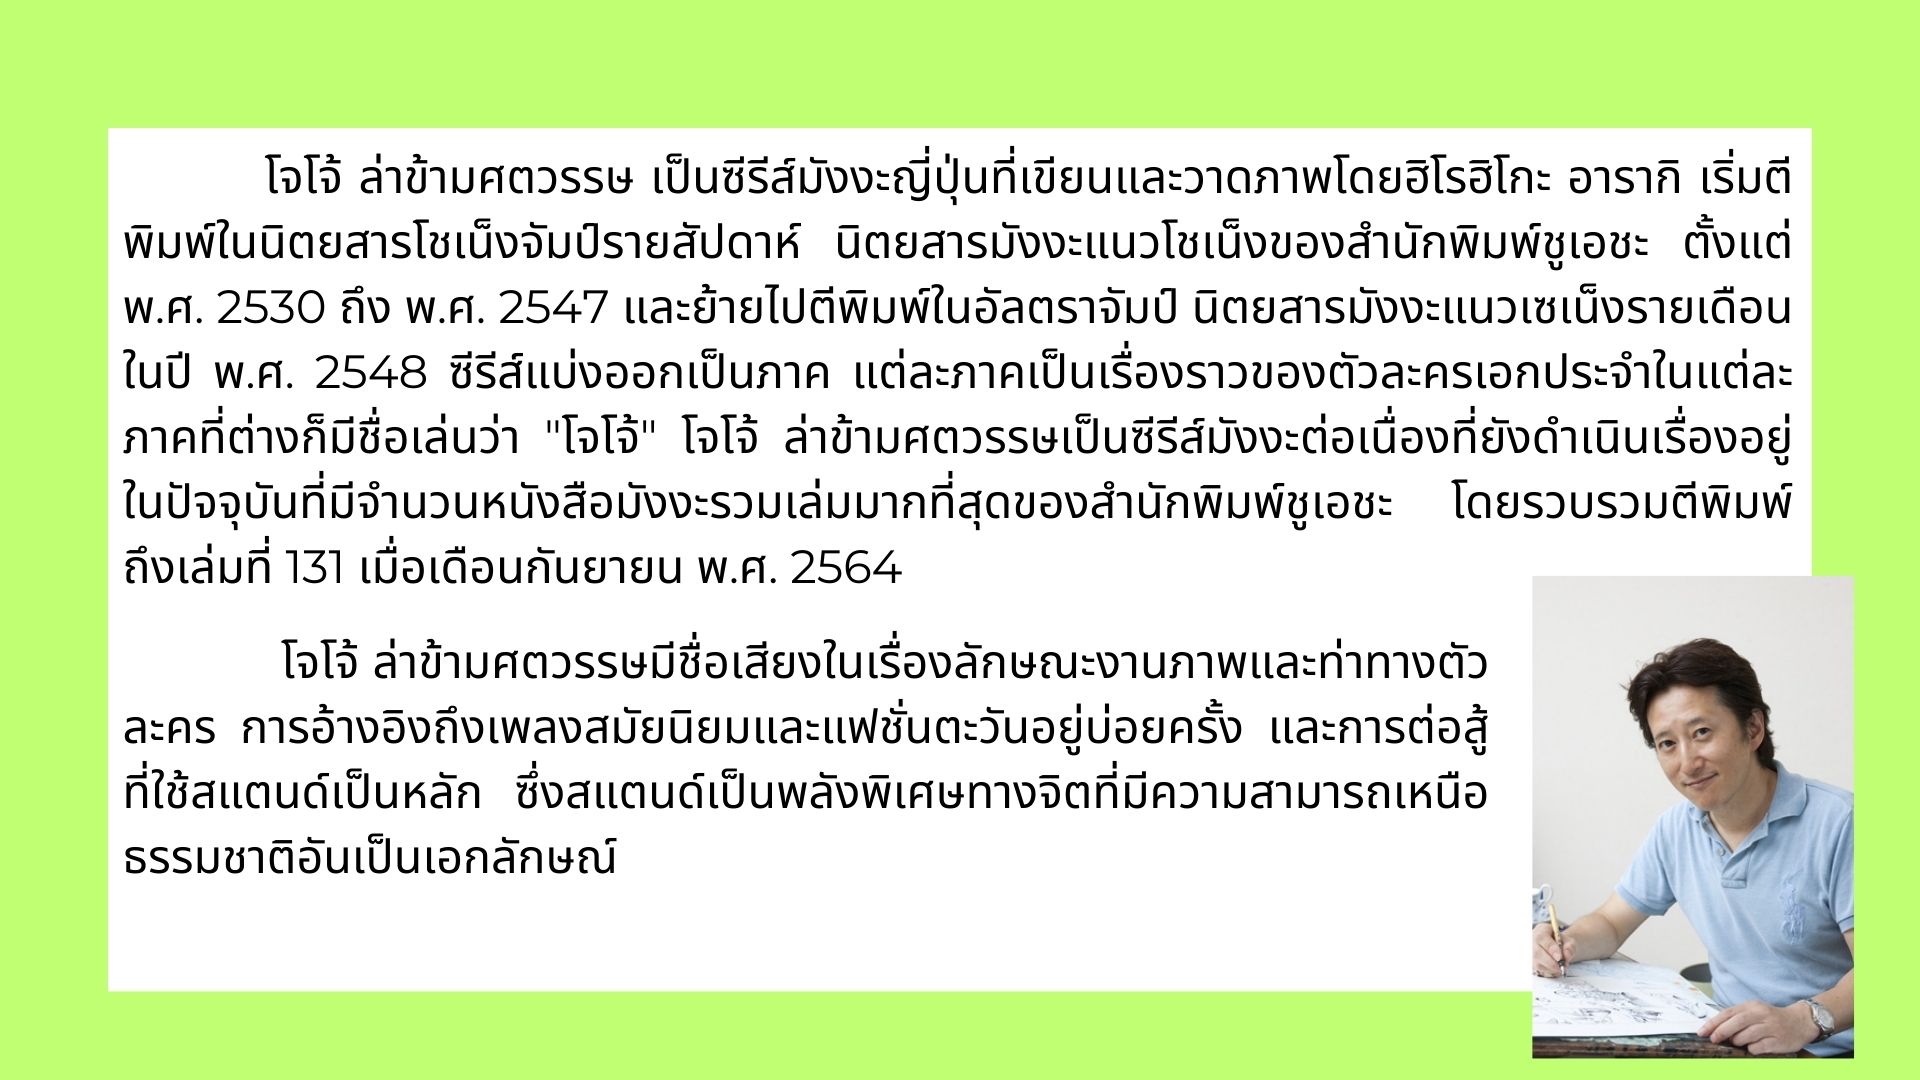 โจโจ้ ล่าข้ามศตวรรษ เป็นซีรีส์มังงะญี่ปุ่นที่เขียนและวาดภาพโดยฮิโรฮิโกะ อารากิ เริ่มตี
พิมพ์ในนิตยสารโชเน็งจัมป์รายสัปดาห์ นิตยสารมังงะแนวโชเน็งของสำนักพิมพ์ชูเอชะ ตั้งแต่
พ.ศ. 2530 ถึง พ.ศ. 2547 และย้ายไปตีพิมพ์ในอัลตราจัมป์ นิตยสารมังงะแนวเซเน็งรายเดือน
ในปี พ.ศ. 2548 ซีรีส์แบ่งออกเป็นภาค แต่ละภาคเป็นเรื่องราวของตัวละครเอกประจำในแต่ละ
ภาคที่ต่างก็มีชื่อเล่นว่า "โจโจ้" โจโจ้ ล่าข้ามศตวรรษเป็นซีรีส์มังงะต่อเนื่องที่ยังดำเนินเรื่องอยู่
ในปัจจุบันที่มีจำนวนหนังสือมังงะรวมเล่มมากที่สุดของสำนักพิมพ์ชูเอชะ โดยรวบรวมตีพิมพ์
ถึงเล่มที่ 131 เมื่อเดือนกันยายน พ.ศ. 2564
โจโจ้ ล่าข้ามศตวรรษมีชื่อเสียงในเรื่องลักษณะงานภาพและท่าทางตัว
ละคร การอ้างอิงถึงเพลงสมัยนิยมและแฟชั่นตะวันอยู่บ่อยครั้ง และการต่อสู้
ที่ใช้สแตนด์เป็นหลัก ซึ่งสแตนด์เป็นพลังพิเศษทางจิตที่มีความสามารถเหนือ
ธรรมชาติอันเป็นเอกลักษณ์